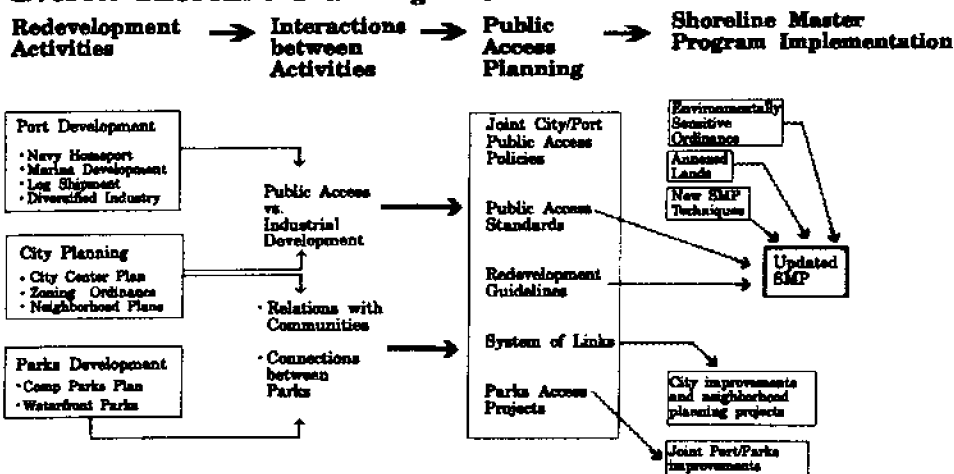 Redevelopment
Activities
Interactions
between
Activities
Public
Access
Planning
Shoreline Master
Program Implementation
Port Development
• Navy Homeport
• Marina Development
• Log Shipment
• Diversified Industry
City Planning
• City Center Plan
• Zoning Ordinance
• Neighborhood Plans
Parks Development
• Comp Parks Plan
• Waterfront Parks
Public Access
vs.
Industrial
Development
• Relations with
Communities
• Connections
between
Parks
Joint City/Port
Public Access
Policies
Public Access
Standards
Redevelopment
Guidelines
System of Links
Parks Access
Projects
Environmentally
Sensitive
Ordinance
Annexed
Lands
New SMP
Techniques
Updated
SMP
City improvements
and neighborhood
planning projects
Joint Port/Parks
improvements